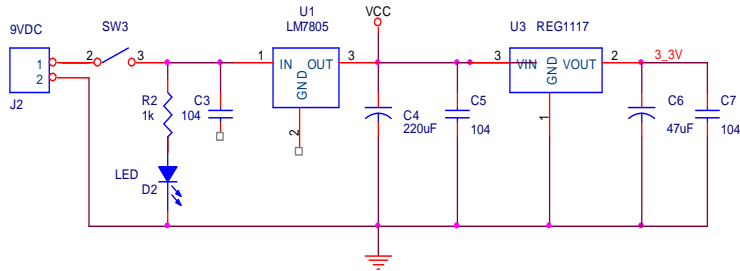 9VDC
SW3
U1
LM7805
VCC
U3 REG1117
1
2
J2
2
3
1
IN OUT
3
GND
2
3
VIN VOUT
GND
1
2
3_3V
R2
1k
C3
104
C4
220uF
C5
104
C6
47uF
C7
104
LED
D2